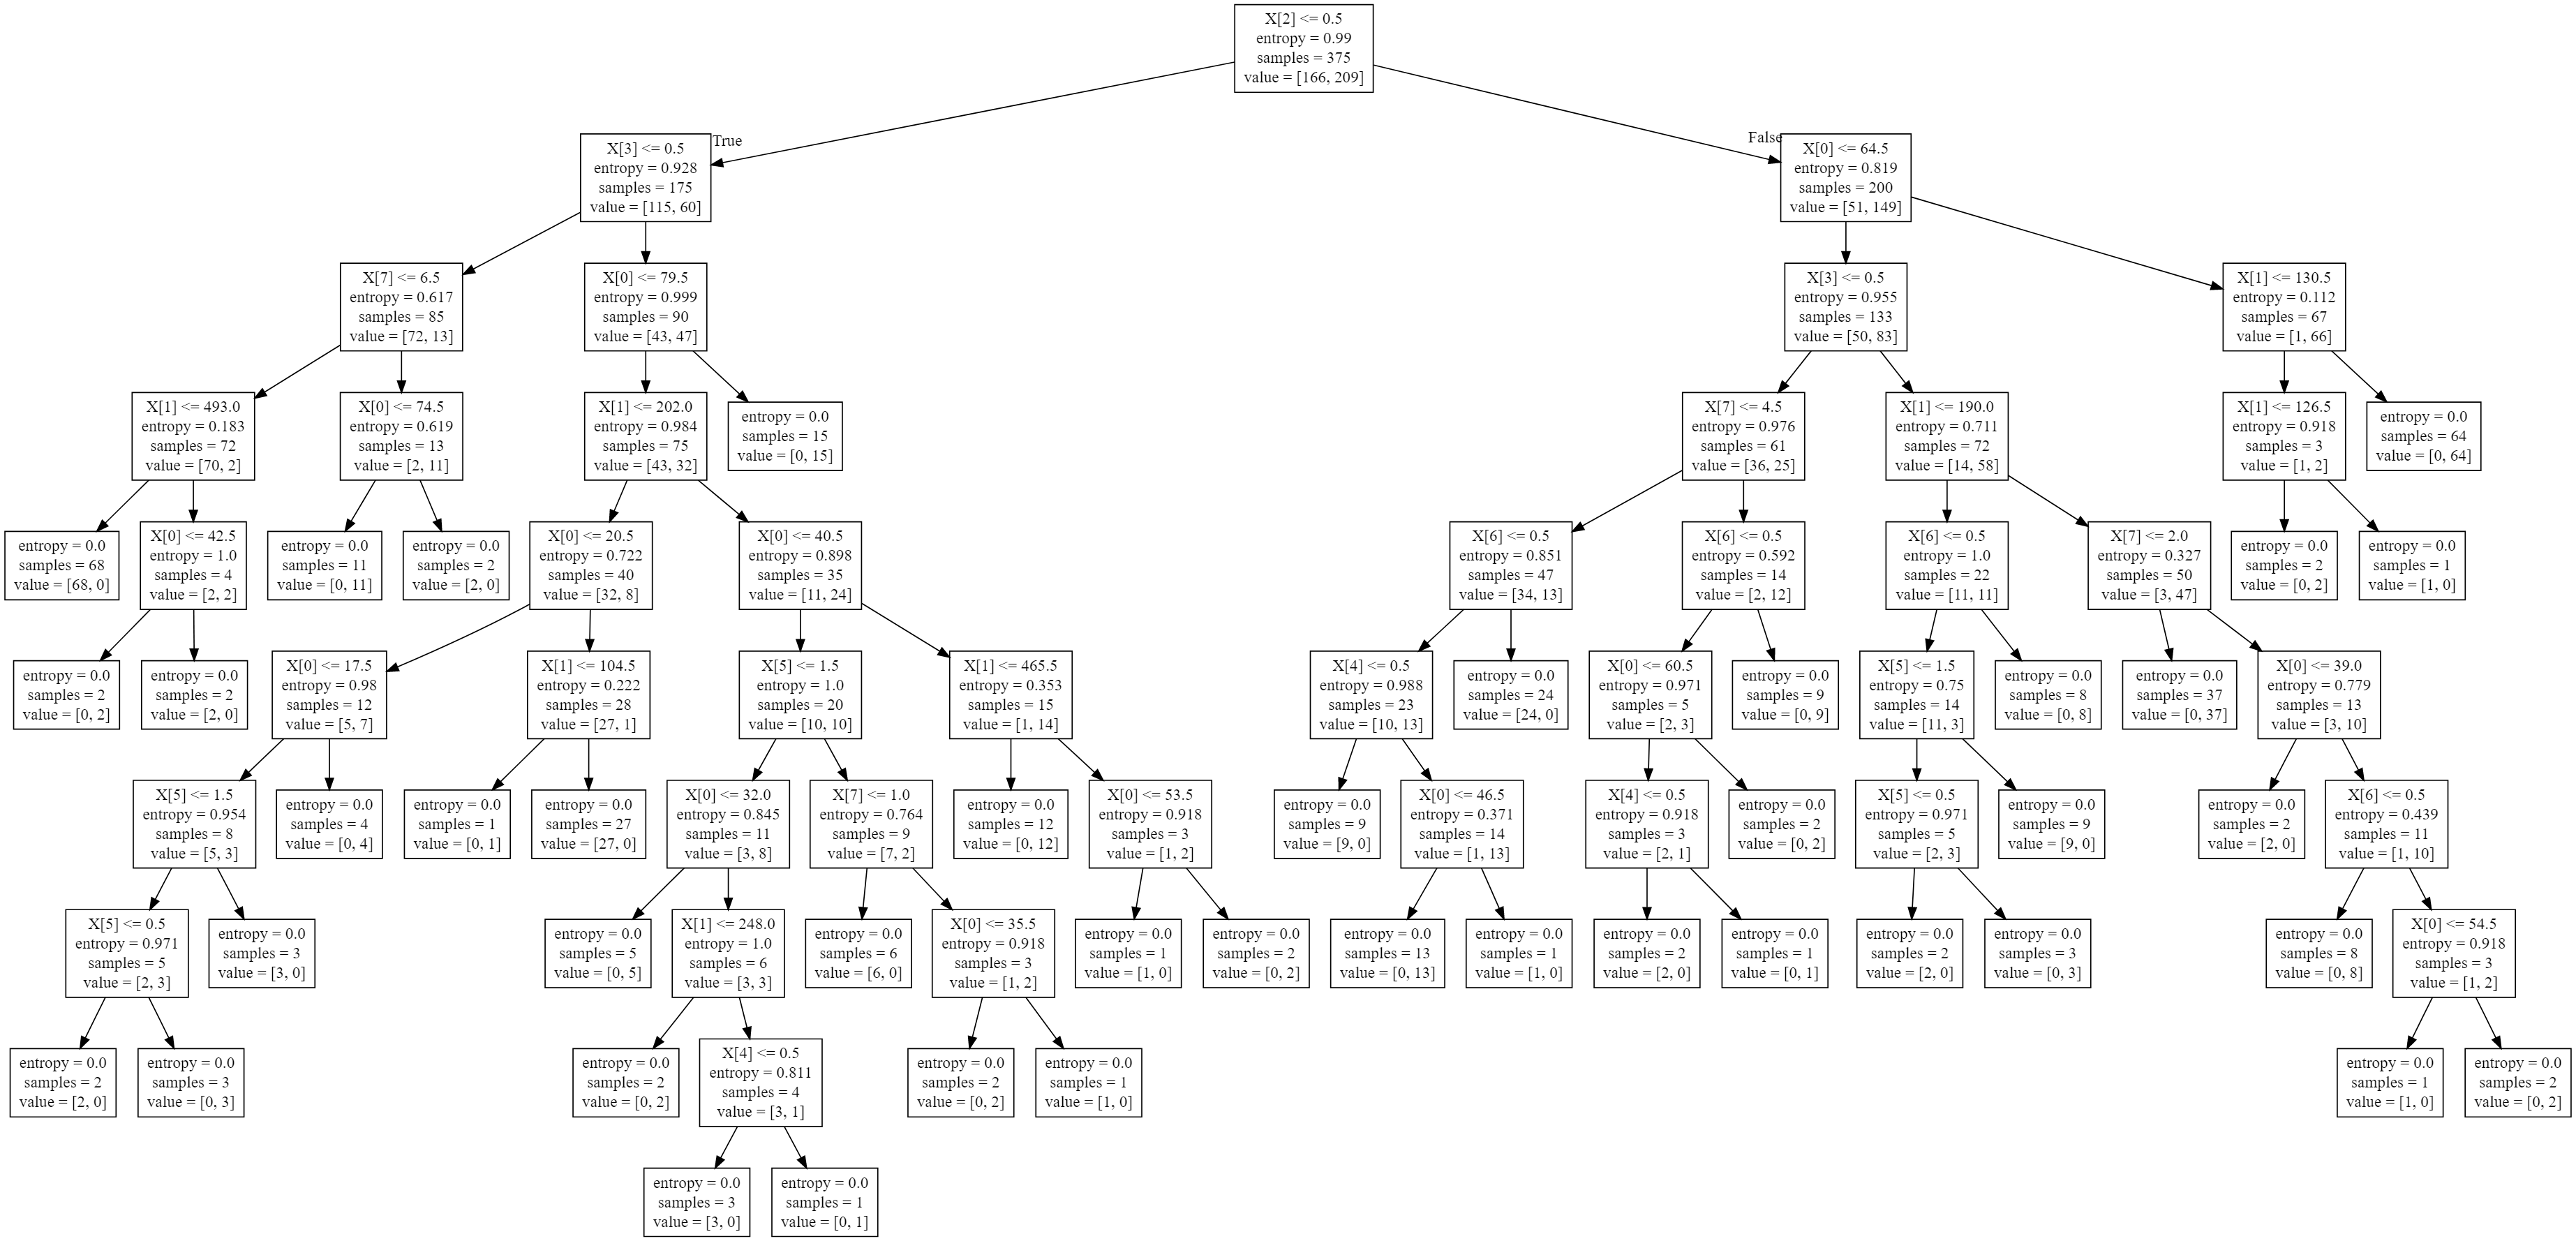 X[2] <= 0.5
entropy = 0.99
samples = 375
value = [166, 209]
True
False
X[3] <= 0.5
entropy = 0.928
samples = 175
value = [115, 60]
X[0] <= 64.5
entropy = 0.819
samples = 200
value = [51, 149]
X[7] <= 6.5
entropy = 0.617
samples = 85
value = [72, 13]
X[0] <= 79.5
entropy = 0.999
samples = 90
value = [43, 47]
X[3] <= 0.5
entropy = 0.955
samples = 133
value = [50, 83]
X[1] <= 130.5
entropy = 0.112
samples = 67
value = [1, 66]
X[1] <= 493.0
entropy = 0.183
samples = 72
value = [70, 2]
X[0] <= 74.5
entropy = 0.619
samples = 13
value = [2, 11]
X[1] <= 202.0
entropy = 0.984
samples = 75
value = [43, 32]
entropy = 0.0
samples = 15
value = [0, 15]
X[7] <= 4.5
entropy = 0.976
samples = 61
value = [36, 25]
X[1] <= 190.0
entropy = 0.711
samples = 72
value = [14, 58]
X[1] <= 126.5
entropy = 0.918
samples = 3
value = [1, 2]
entropy = 0.0
samples = 64
value = [0, 64]
entropy = 0.0
samples = 68
value = [68, 0]
X[0] <= 42.5
entropy = 1.0
samples = 4
value = [2, 2]
entropy = 0.0
samples = 11
value = [0, 11]
entropy = 0.0
samples = 2
value = [2, 0]
X[0] <= 20.5
entropy = 0.722
samples = 40
value = [32, 8]
X[0] <= 40.5
entropy = 0.898
samples = 35
value = [11, 24]
X[6] <= 0.5
entropy = 0.851
samples = 47
value = [34, 13]
X[6] <= 0.5
entropy = 0.592
samples = 14
value = [2, 12]
X[6] <= 0.5
entropy = 1.0
samples = 22
value = [11, 11]
X[7] <= 2.0
entropy = 0.327
samples = 50
value = [3, 47]
entropy = 0.0
samples = 2
value = [0, 2]
entropy = 0.0
samples = 1
value = [1, 0]
entropy = 0.0
samples = 2
value = [0, 2]
entropy = 0.0
samples = 2
value = [2, 0]
X[0] <= 17.5
entropy = 0.98
samples = 12
value = [5, 7]
X[1] <= 104.5
entropy = 0.222
samples = 28
value = [27, 1]
X[5] <= 1.5
entropy = 1.0
samples = 20
value = [10, 10]
X[1] <= 465.5
entropy = 0.353
samples = 15
value = [1, 14]
X[4] <= 0.5
entropy = 0.988
samples = 23
value = [10, 13]
entropy = 0.0
samples = 24
value = [24, 0]
X[0] <= 60.5
entropy = 0.971
samples = 5
value = [2, 3]
entropy = 0.0
samples = 9
value = [0, 9]
X[5] <= 1.5
entropy = 0.75
samples = 14
value = [11, 3]
entropy = 0.0
samples = 8
value = [0, 8]
entropy = 0.0
samples = 37
value = [0, 37]
X[0] <= 39.0
entropy = 0.779
samples = 13
value = [3, 10]
X[5] <= 1.5
entropy = 0.954
samples = 8
value = [5, 3]
entropy = 0.0
samples = 4
value = [0, 4]
entropy = 0.0
samples = 1
value = [0, 1]
entropy = 0.0
samples = 27
value = [27, 0]
X[0] <= 32.0
entropy = 0.845
samples = 11
value = [3, 8]
X[7] <= 1.0
entropy = 0.764
samples = 9
value = [7, 2]
entropy = 0.0
samples = 12
value = [0, 12]
X[0] <= 53.5
entropy = 0.918
samples = 3
value = [1, 2]
entropy = 0.0
samples = 9
value = [9, 0]
X[0] <= 46.5
entropy = 0.371
samples = 14
value = [1, 13]
X[4] <= 0.5
entropy = 0.918
samples = 3
value = [2, 1]
entropy = 0.0
samples = 2
value = [0, 2]
X[5] <= 0.5
entropy = 0.971
samples = 5
value = [2, 3]
entropy = 0.0
samples = 9
value = [9, 0]
entropy = 0.0
samples = 2
value = [2, 0]
X[6] <= 0.5
entropy = 0.439
samples = 11
value = [1, 10]
X[5] <= 0.5
entropy = 0.971
samples = 5
value = [2, 3]
entropy = 0.0
samples = 3
value = [3, 0]
entropy = 0.0
samples = 5
value = [0, 5]
X[1] <= 248.0
entropy = 1.0
samples = 6
value = [3, 3]
entropy = 0.0
samples = 6
value = [6, 0]
X[0] <= 35.5
entropy = 0.918
samples = 3
value = [1, 2]
entropy = 0.0
samples = 1
value = [1, 0]
entropy = 0.0
samples = 2
value = [0, 2]
entropy = 0.0
samples = 13
value = [0, 13]
entropy = 0.0
samples = 1
value = [1, 0]
entropy = 0.0
samples = 2
value = [2, 0]
entropy = 0.0
samples = 1
value = [0, 1]
entropy = 0.0
samples = 2
value = [2, 0]
entropy = 0.0
samples = 3
value = [0, 3]
entropy = 0.0
samples = 8
value = [0, 8]
X[0] <= 54.5
entropy = 0.918
samples = 3
value = [1, 2]
entropy = 0.0
samples = 2
value = [2, 0]
entropy = 0.0
samples = 3
value = [0, 3]
entropy = 0.0
samples = 2
value = [0, 2]
X[4] <= 0.5
entropy = 0.811
samples = 4
value = [3, 1]
entropy = 0.0
samples = 2
value = [0, 2]
entropy = 0.0
samples = 1
value = [1, 0]
entropy = 0.0
samples = 1
value = [1, 0]
entropy = 0.0
samples = 2
value = [0, 2]
entropy = 0.0
samples = 3
value = [3, 0]
entropy = 0.0
samples = 1
value = [0, 1]